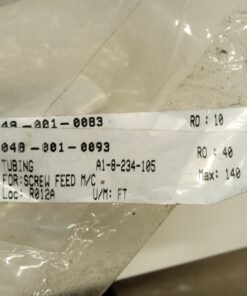 048-001-0083 RO: 10
048-001-0093 RO: 40
TUBING A1-8-234-105 Max: 140
FOR:SCREW FEED M/C
Loc: R012A U/M: FT